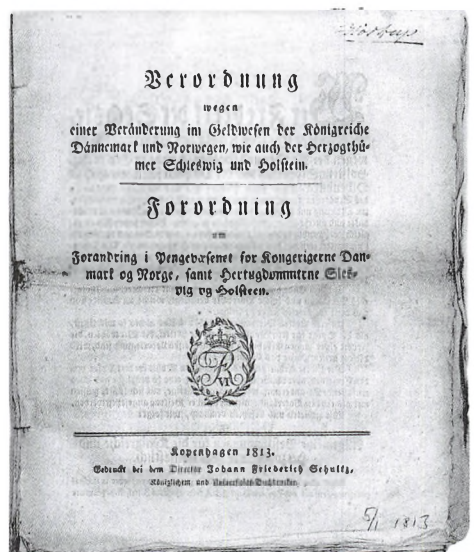 Verordnung
wegen
einer Veränderung im Geldwesen der Königreiche
Dännemark und Norwegen, wie auch der Herzogthü-
mer Schleswig und Holstein.
Forordning
om
Forandring i Pengevæsenet for Kongerigerne Dan-
mark og Norge, samt Hertugdømmerne Sles-
vig og Holsteen.
VI
Kopenhagen 1813.
Gedruckt bei dem Director Johann Friederich Schultz,
Königlichem und Universitäts-Buchdrucker.
5/1 1813